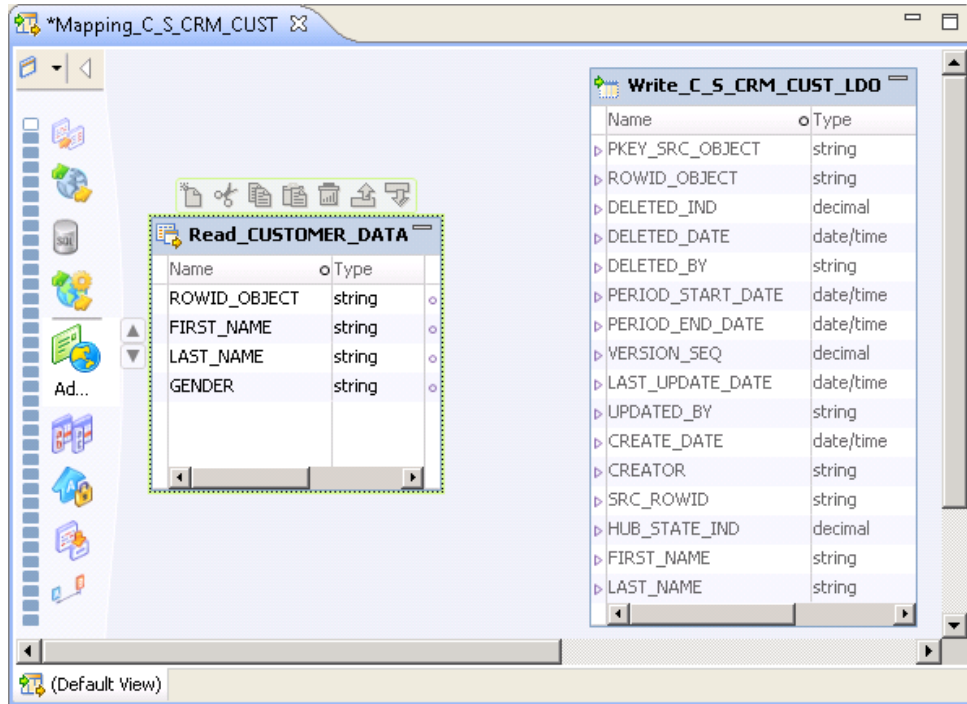 *Mapping_C_S_CRM_CUST
Write_C_S_CRM_CUST_LDO
Name Type
PKEY_SRC_OBJECT string
ROWID_OBJECT string
DELETED_IND decimal
DELETED_DATE date/time
DELETED_BY string
PERIOD_START_DATE date/time
PERIOD_END_DATE date/time
VERSION_SEQ decimal
LAST_UPDATE_DATE date/time
UPDATED_BY string
CREATE_DATE date/time
CREATOR string
SRC_ROWID string
HUB_STATE_IND decimal
FIRST_NAME string
LAST_NAME string
SQL
Read_CUSTOMER_DATA
Name Type
ROWID_OBJECT string
FIRST_NAME string
LAST_NAME string
GENDER string
Ad...
(Default View)